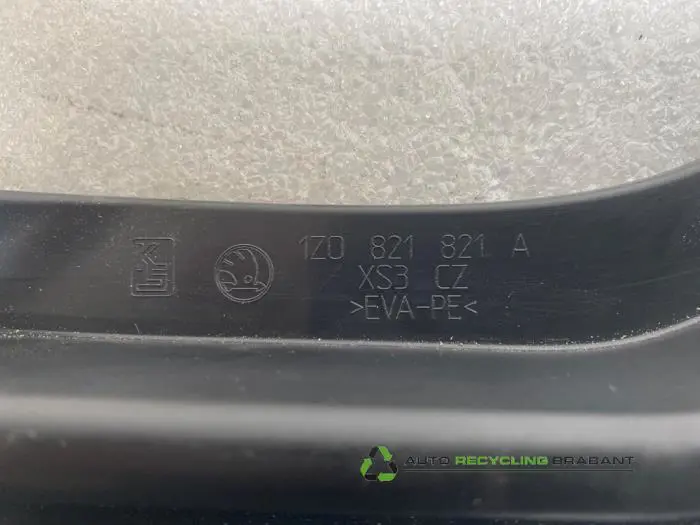 1Z0 821 821 A
XS3 CZ
>EVA-PE<
AUTO RECYCLING BRABANT